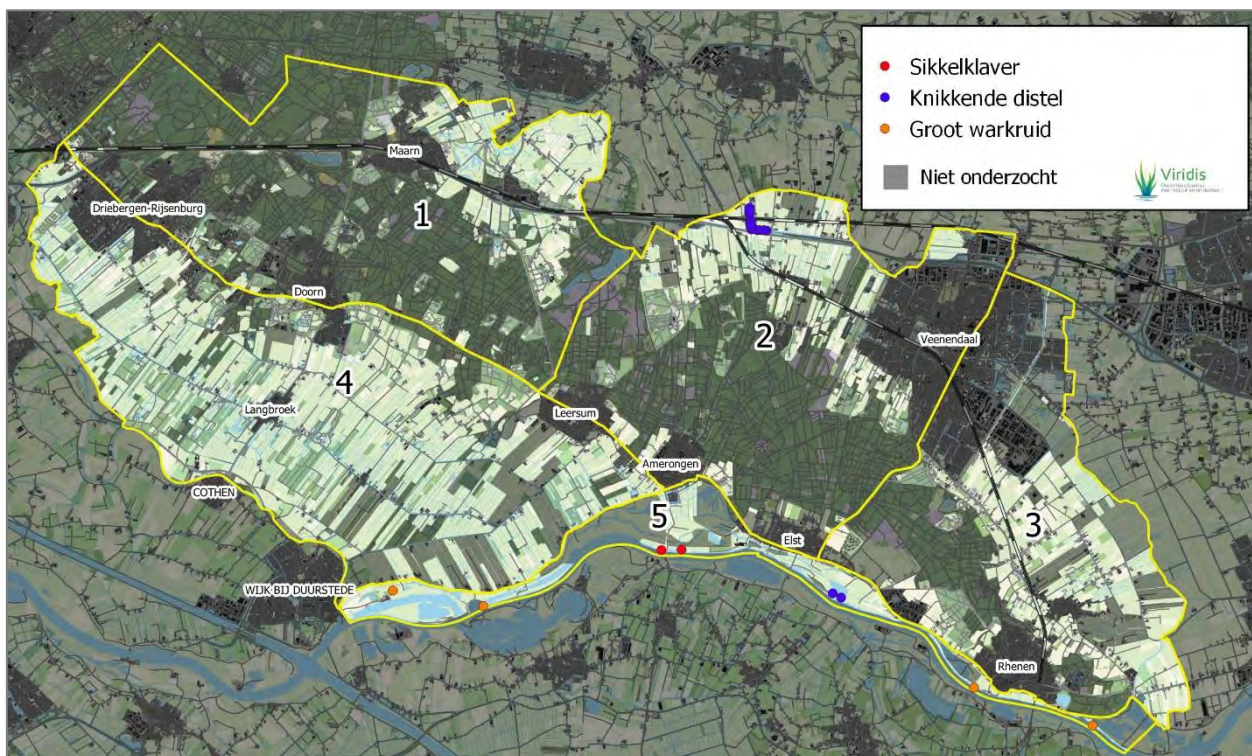 Sikkelklaver
Knikkende distel
Groot warkruid
Niet onderzocht
Viridis
Maarn
1
Driebergen-Rijsenburg
Doorn
2
Veenendaal
4
Langbroek
Leersum
Amerongen
COTHEN
5
3
Elst
WIJK BIJ DUURSTEDE
Rhenen